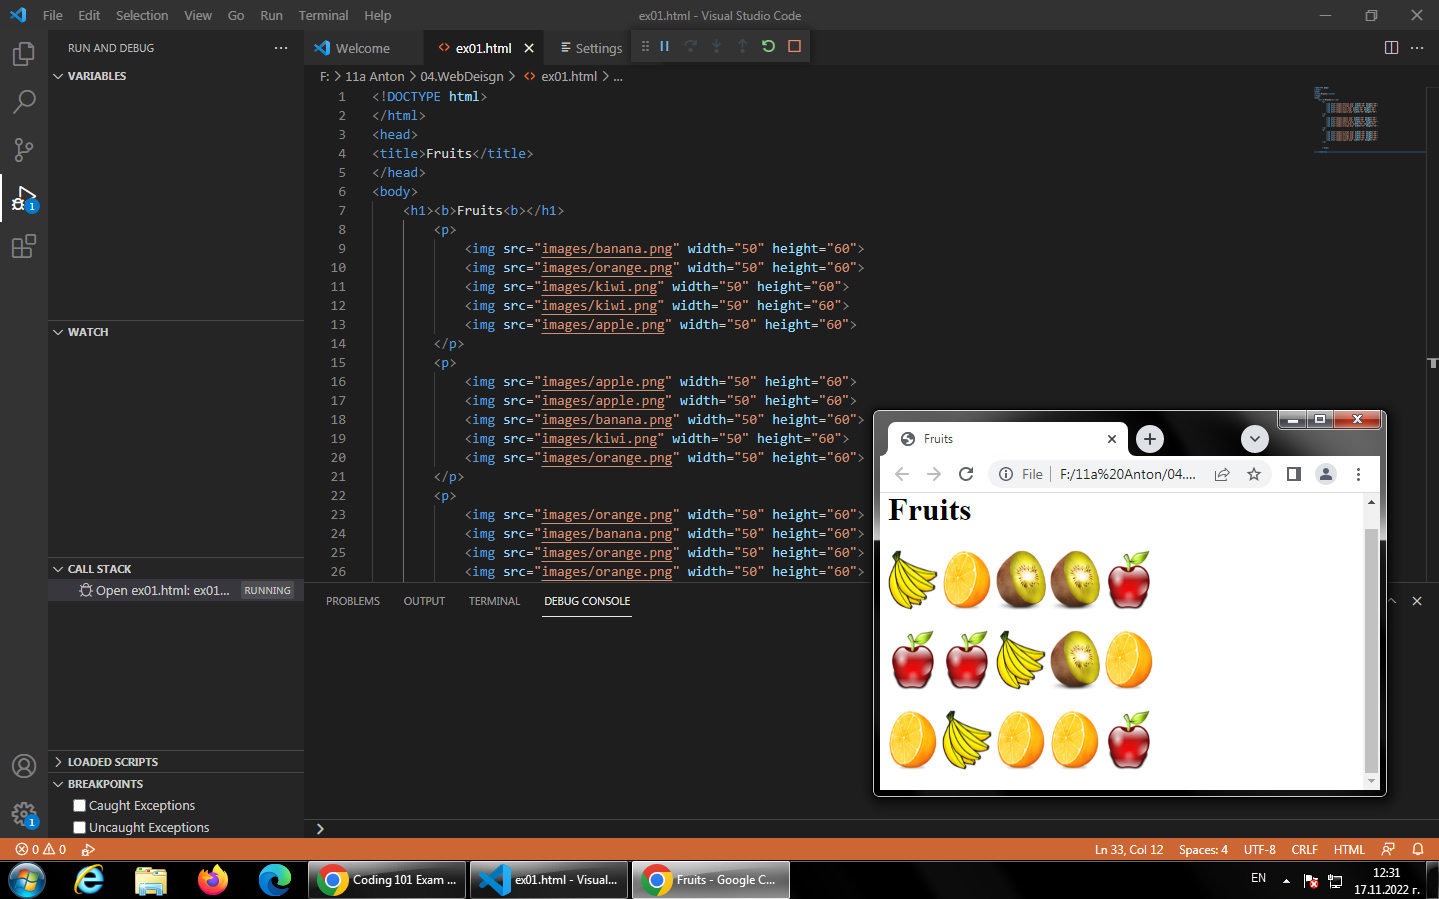 File Edit Selection View Go Run Terminal Help
ex01.html - Visual Studio Code
RUN AND DEBUG
VARIABLES
WATCH
CALL STACK
Open ex01.html: ex01... RUNNING
LOADED SCRIPTS
BREAKPOINTS
Caught Exceptions
Uncaught Exceptions
1
1
Welcome ex01.html Settings
F: > 11a Anton > 04.WebDeisgn > ex01.html > ...
1 <!DOCTYPE html>
2 </html>
3 <head>
4 <title>Fruits</title>
5 </head>
6 <body>
7 <h1><b>Fruits<b></h1>
8 <p>
9 <img src="images/banana.png" width="50" height="60">
10 <img src="images/orange.png" width="50" height="60">
11 <img src="images/kiwi.png" width="50" height="60">
12 <img src="images/kiwi.png" width="50" height="60">
13 <img src="images/apple.png" width="50" height="60">
14 </p>
15 <p>
16 <img src="images/apple.png" width="50" height="60">
17 <img src="images/apple.png" width="50" height="60">
18 <img src="images/banana.png" width="50" height="60">
19 <img src="images/kiwi.png" width="50" height="60">
20 <img src="images/orange.png" width="50" height="60">
21 </p>
22 <p>
23 <img src="images/orange.png" width="50" height="60">
24 <img src="images/banana.png" width="50" height="60">
25 <img src="images/orange.png" width="50" height="60">
26 <img src="images/orange.png" width="50" height="60">
PROBLEMS OUTPUT TERMINAL DEBUG CONSOLE
Fruits
File F:/11a%20Anton/04....
Fruits
0 0
Ln 33, Col 12 Spaces: 4 UTF-8 CRLF HTML
Coding 101 Exam ...
ex01.html - Visual...
Fruits - Google C...
EN
12:31
17.11.2022 г.